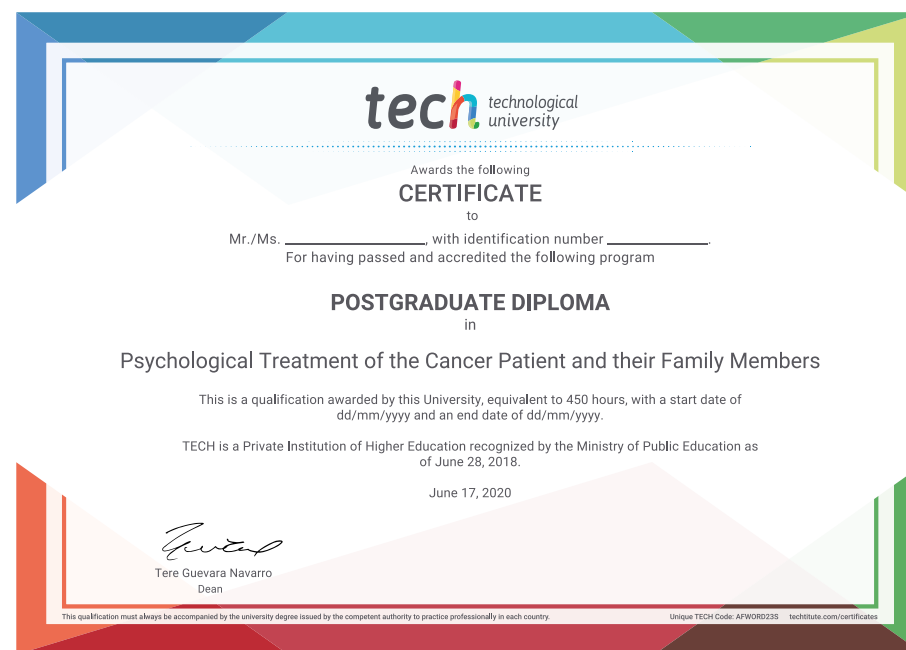 tech technological
university
Awards the following
CERTIFICATE
to
Mr./Ms. ____________________, with identification number ______________.
For having passed and accredited the following program
POSTGRADUATE DIPLOMA
in
Psychological Treatment of the Cancer Patient and their Family Members
This is a qualification awarded by this University, equivalent to 450 hours, with a start date of
dd/mm/yyyy and an end date of dd/mm/yyyy.
TECH is a Private Institution of Higher Education recognized by the Ministry of Public Education as
of June 28, 2018.
June 17, 2020
Tere Guevara Navarro
Dean
This qualification must always be accompanied by the university degree issued by the competent authority to practice professionally in each country. Unique TECH Code: AFWORD23S techtitute.com/certificates